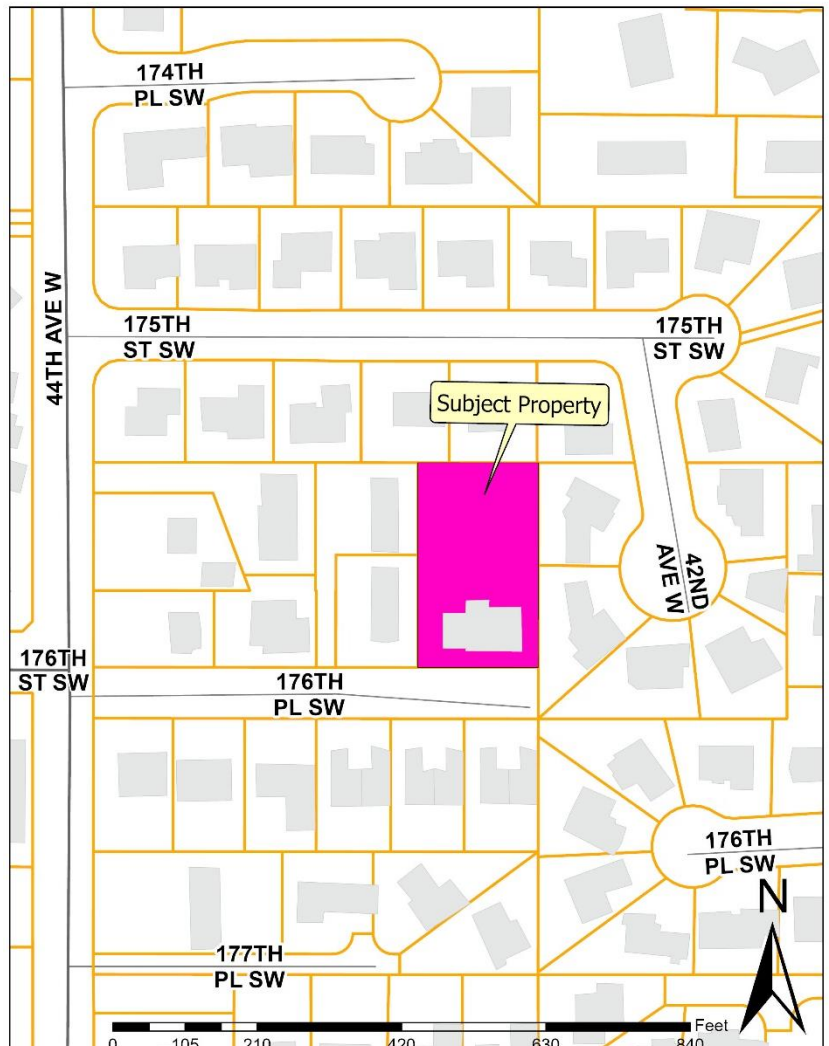 174TH
PL SW
44TH AVE W
175TH
ST SW
175TH
ST SW
Subject Property
42ND
AVE W
176TH
ST SW
176TH
PL SW
176TH
PL SW
N
177TH
PL SW
Feet
0 105 210 420 630 840